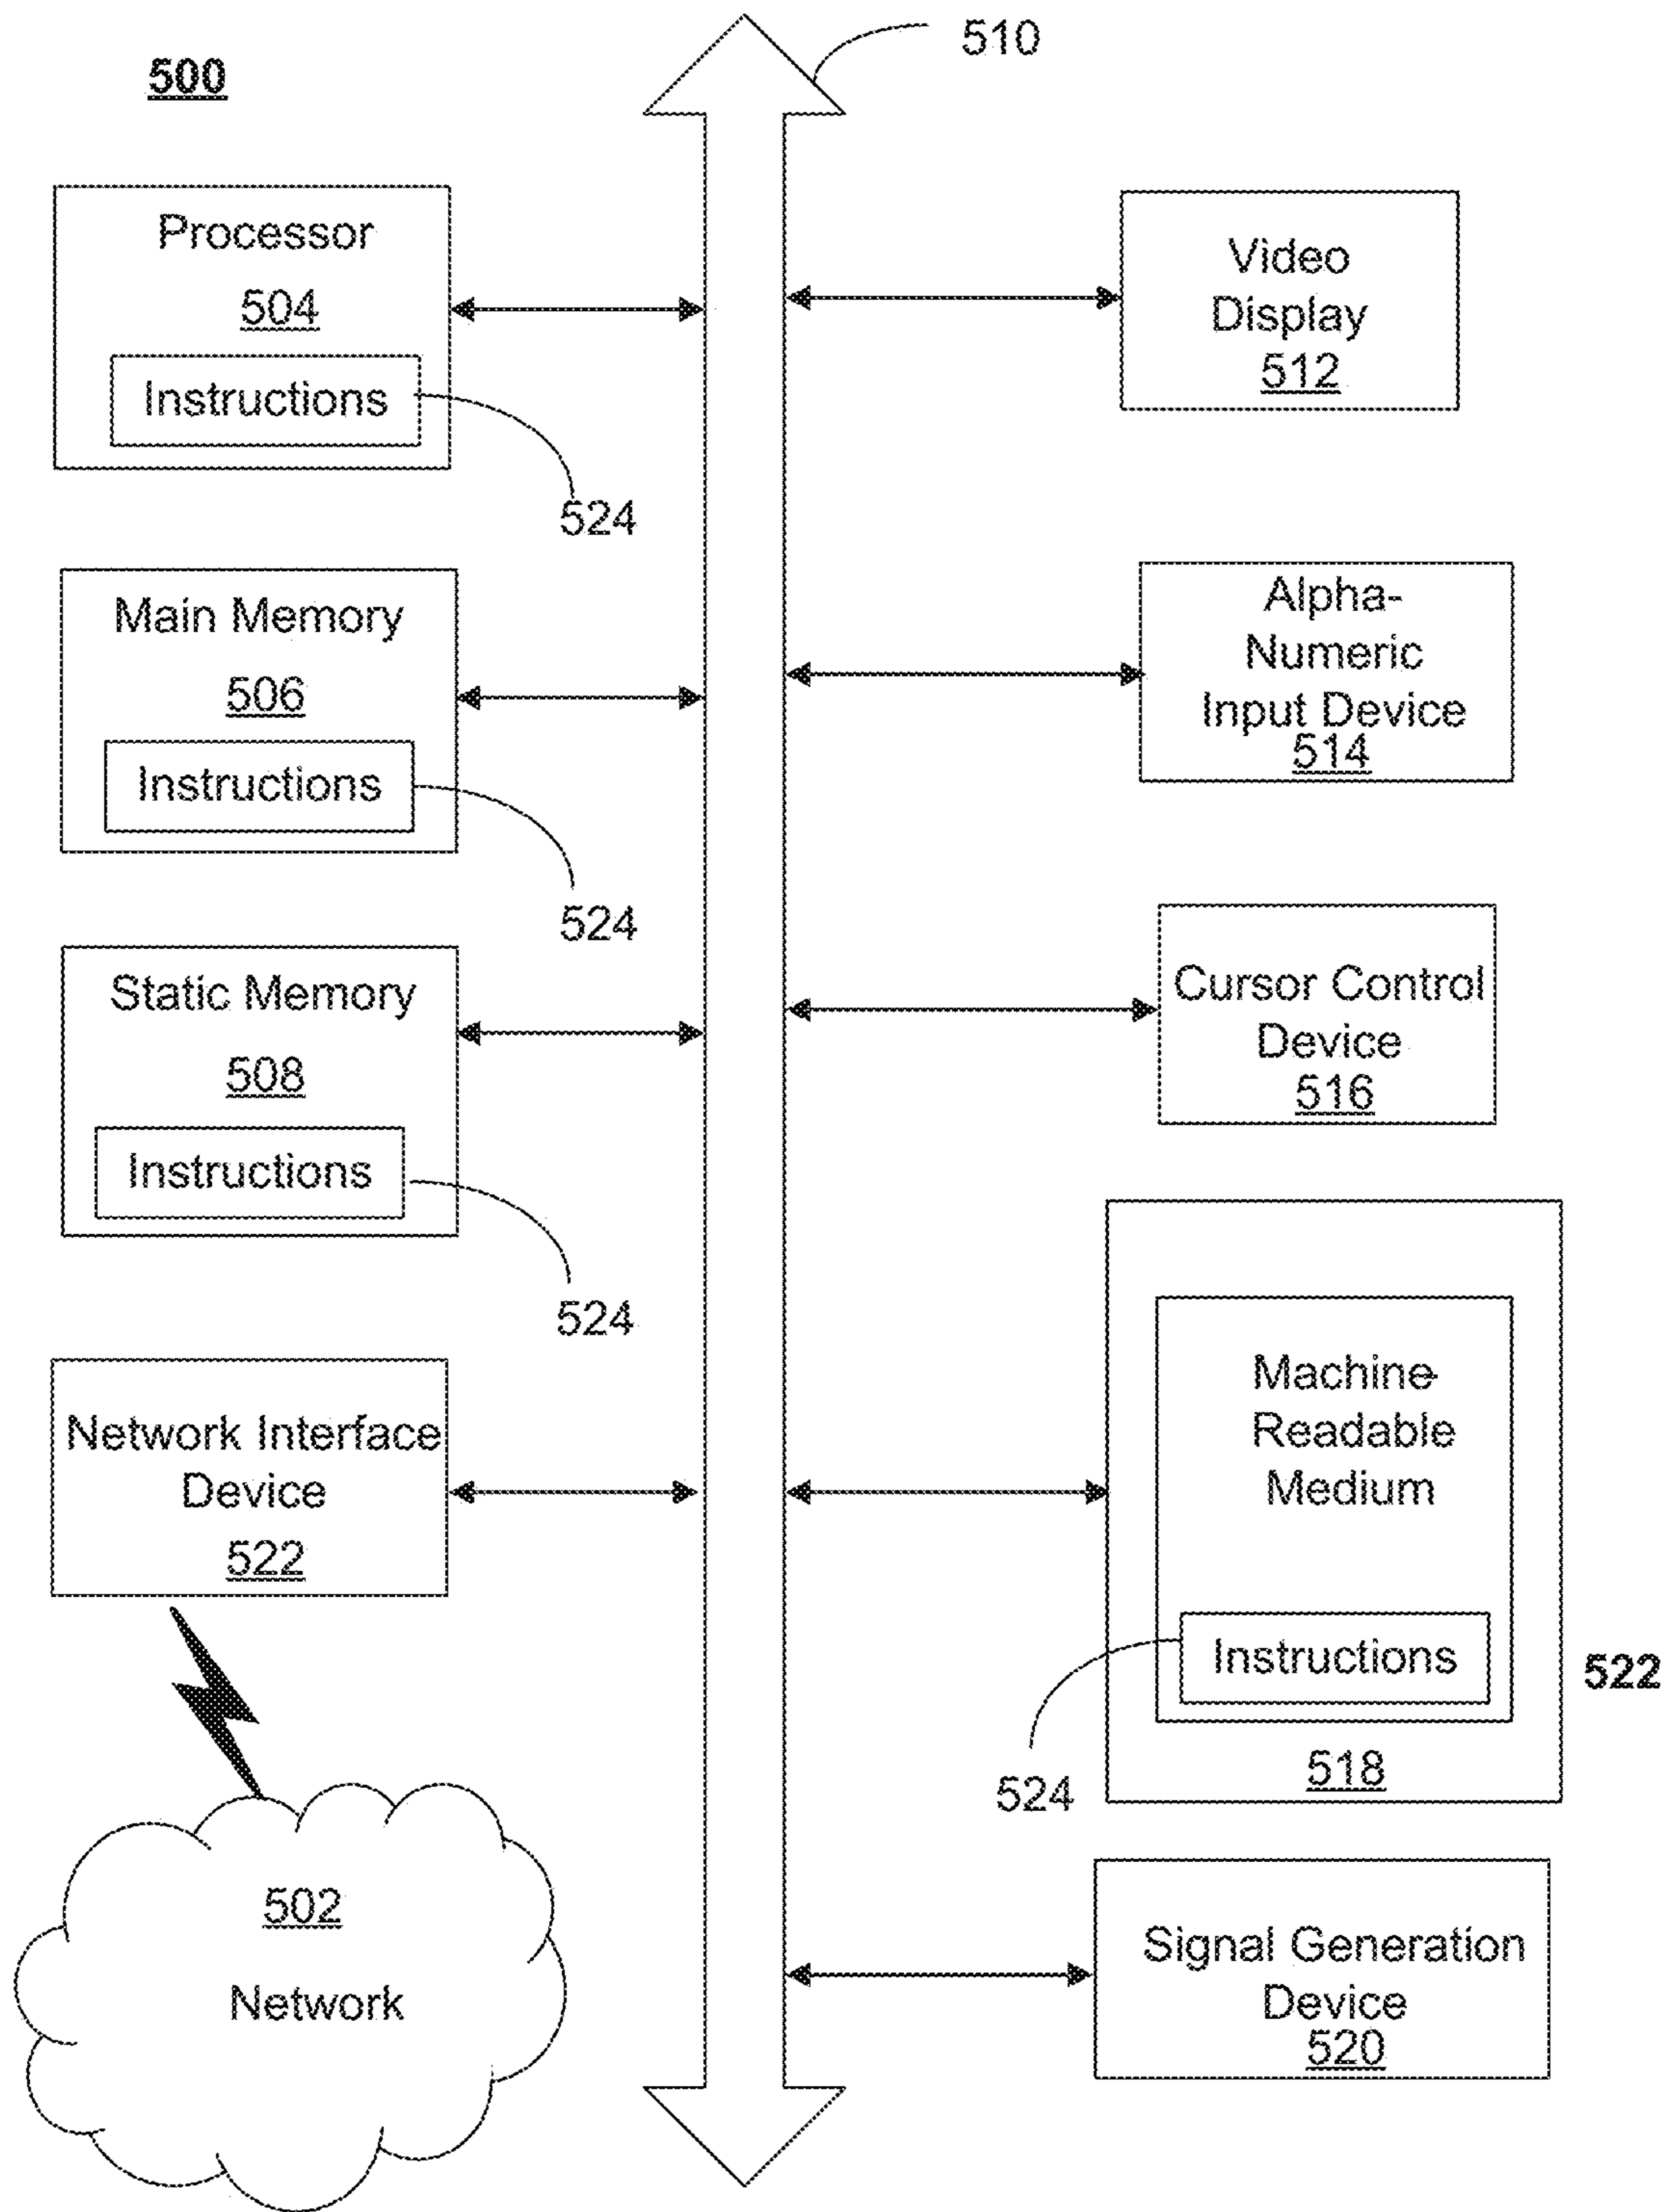 500
510
Processor
504
Instructions
524
Main Memory
506
Instructions
524
Static Memory
508
Instructions
524
Network Interface
Device
522
502
Network
Video
Display
512
Alpha-
Numeric
Input Device
514
Cursor Control
Device
516
Machine-
Readable
Medium
Instructions
524
518
522
Signal Generation
Device
520